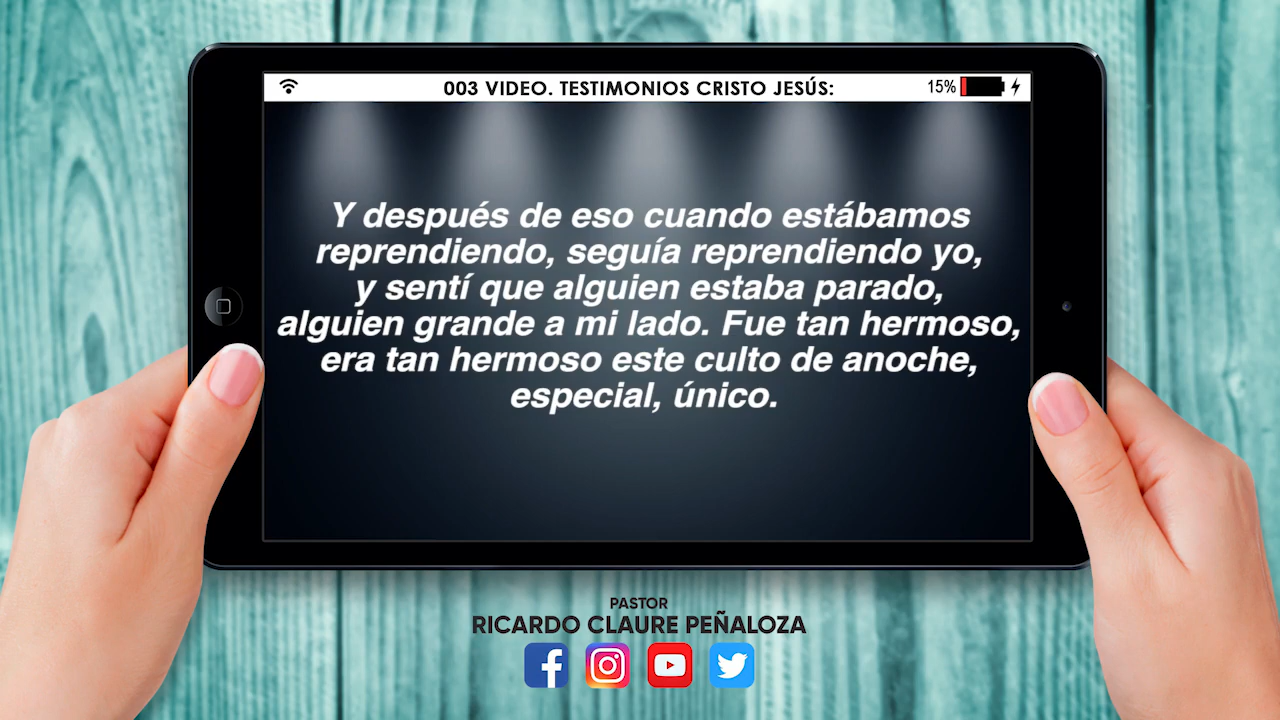 003 VIDEO. TESTIMONIOS CRISTO JESÚS:
15%
Y después de eso cuando estábamos
reprendiendo, seguía reprendiendo yo,
y sentí que alguien estaba parado,
alguien grande a mi lado. Fue tan hermoso,
era tan hermoso este culto de anoche,
especial, único.
PASTOR
RICARDO CLAURE PEÑALOZA